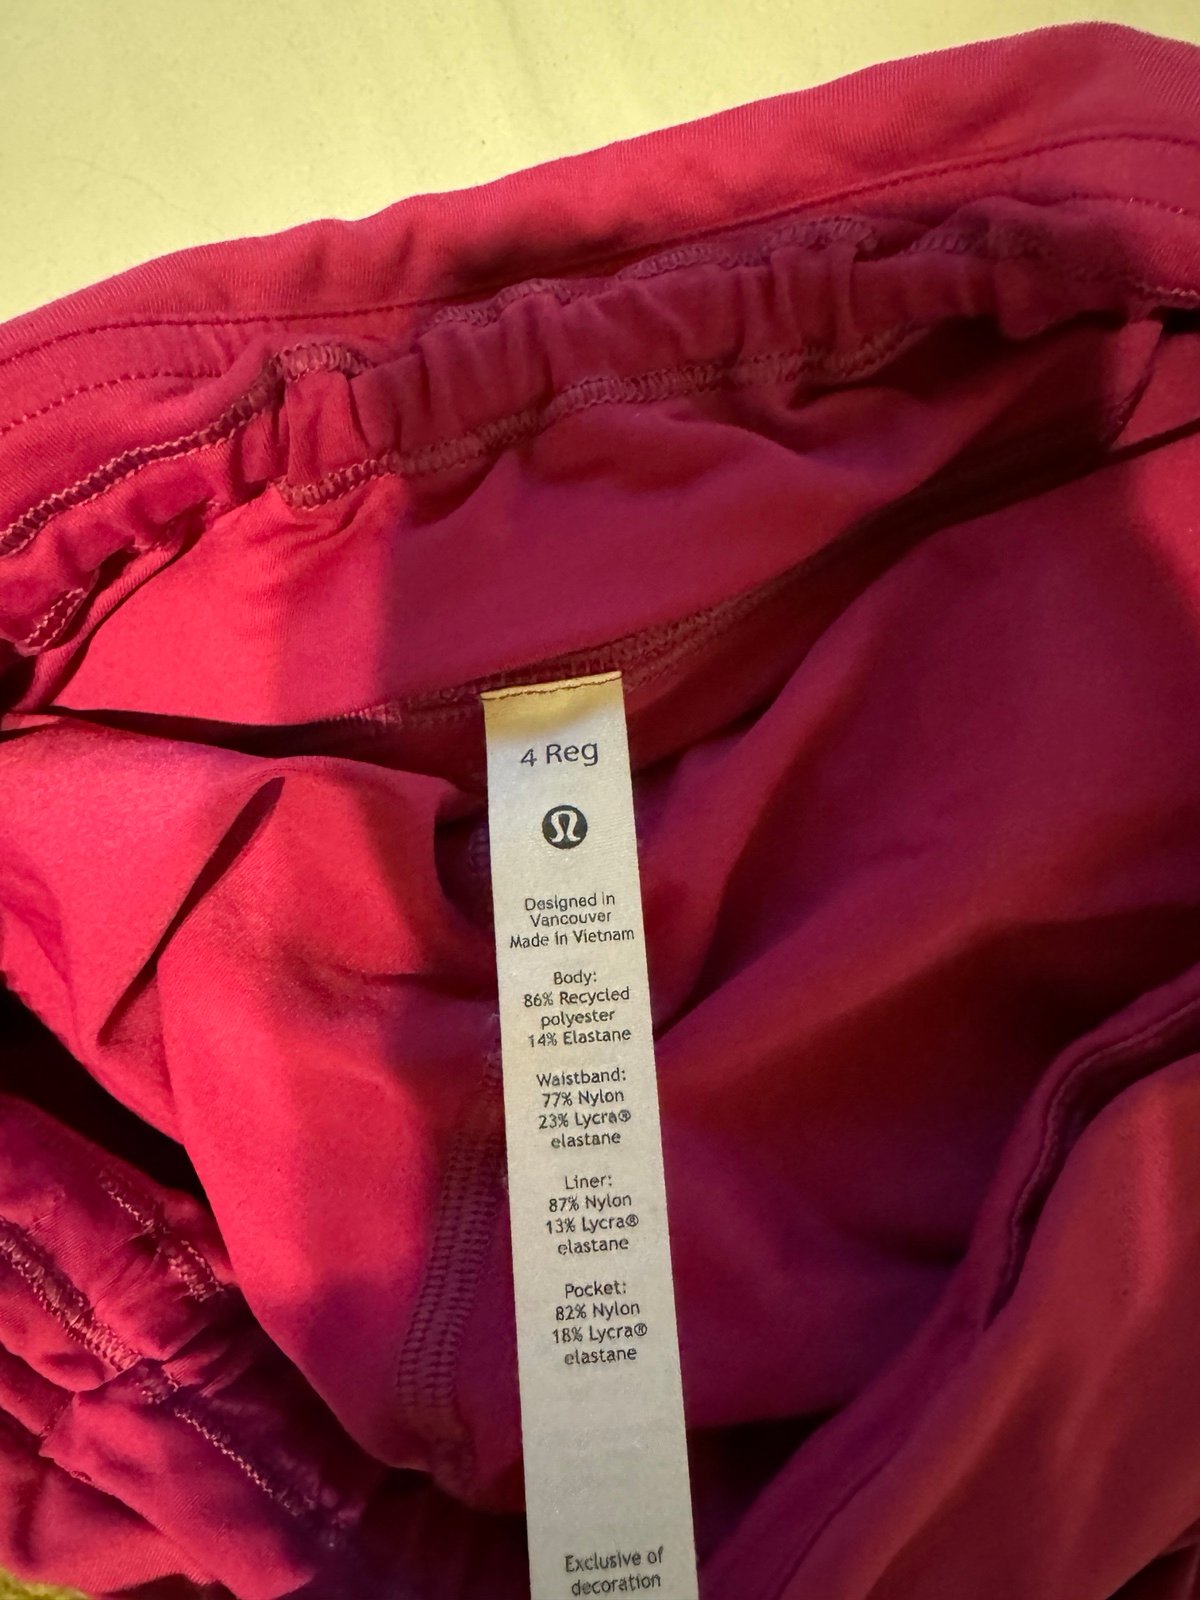 4 Reg
Designed in
Vancouver
Made in Vietnam
Body:
86% Recycled
polyester
14% Elastane
Waistband:
77% Nylon
23% Lycra®
elastane
Liner:
87% Nylon
13% Lycra®
elastane
Pocket:
82% Nylon
18% Lycra®
elastane
Exclusive of
decoration